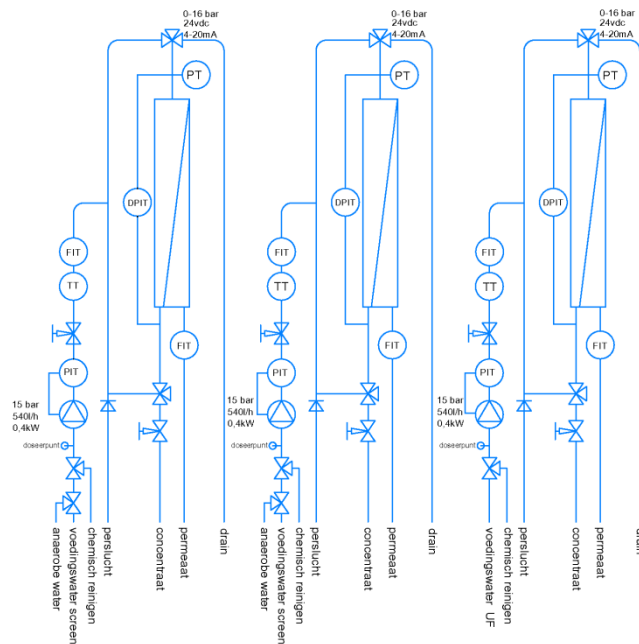 0-16 bar
24vdc
4-20mA
PT
DPIT
FIT
TT
FIT
PIT
15 bar
540l/h
0,4kW
doseerpunt
anaerobe water
voedingswater screen
chemisch reinigen
perslucht
concentraat
permeaat
drain
0-16 bar
24vdc
4-20mA
PT
DPIT
FIT
TT
FIT
PIT
15 bar
540l/h
0,4kW
doseerpunt
anaerobe water
voedingswater screen
chemisch reinigen
perslucht
concentraat
permeaat
drain
0-16 bar
24vdc
4-20mA
PT
DPIT
FIT
TT
FIT
PIT
15 bar
540l/h
0,4kW
doseerpunt
voedingswater UF
chemisch reinigen
perslucht
concentraat
permeaat
drain